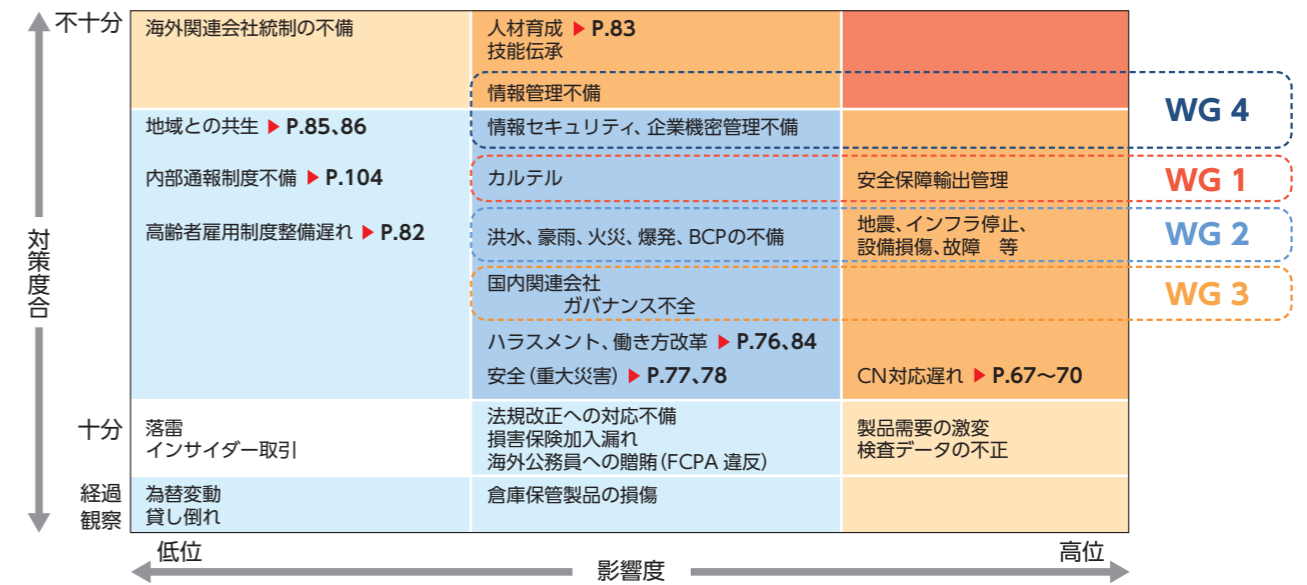 不十分
海外関連会社統制の不備
人材育成 ▶ P.83
技能伝承
情報管理不備
WG 4
地域との共生 ▶ P.85、86
情報セキュリティ、企業機密管理不備
内部通報制度不備 ▶ P.104
カルテル
安全保障輸出管理
WG 1
高齢者雇用制度整備遅れ ▶ P.82
洪水、豪雨、火災、爆発、BCPの不備
地震、インフラ停止、
設備損傷、故障 等
WG 2
国内関連会社
ガバナンス不全
WG 3
ハラスメント、働き方改革 ▶ P.76、84
安全(重大災害) ▶ P.77、78
CN対応遅れ ▶ P.67〜70
対策度合
十分
落雷
インサイダー取引
法規改正への対応不備
損害保険加入漏れ
海外公務員への贈賄(FCPA 違反)
製品需要の激変
検査データの不正
経過
観察
為替変動
貸し倒れ
倉庫保管製品の損傷
低位
影響度
高位